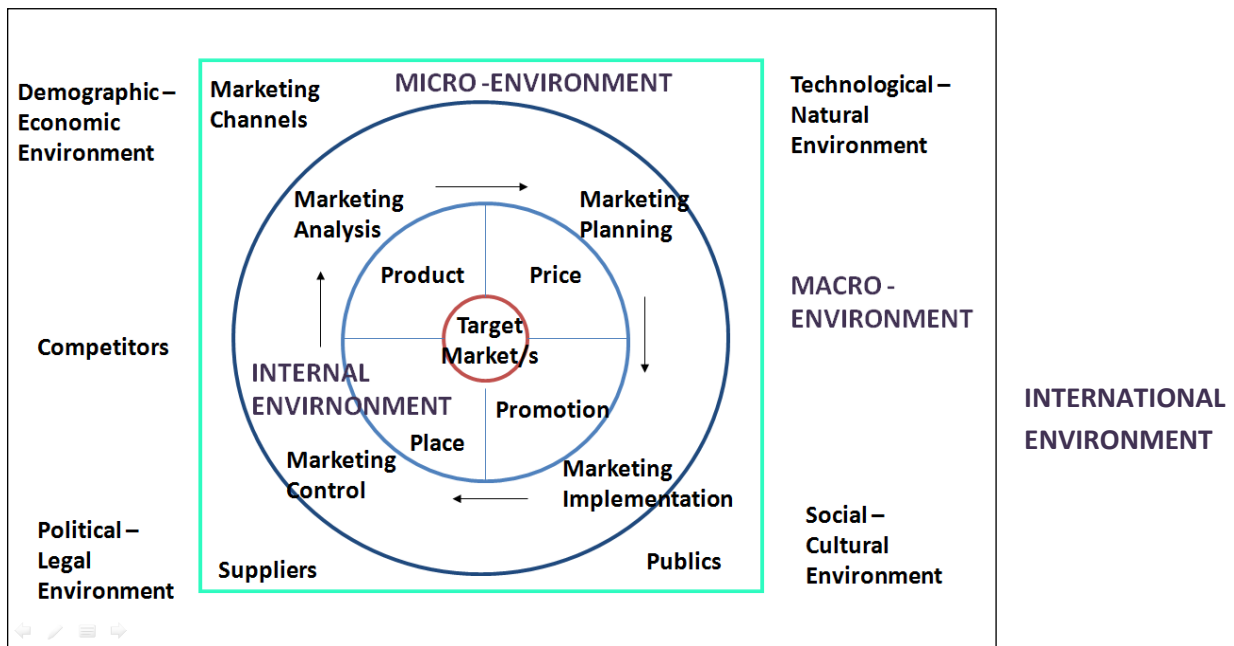 MICRO -ENVIRONMENT
Demographic –
Economic
Environment
Marketing
Channels
Technological –
Natural
Environment
Marketing
Analysis
Marketing
Planning
Product
Price
MACRO -
ENVIRONMENT
Competitors
Target
Market/s
INTERNAL
ENVIRNONMENT
Promotion
Place
INTERNATIONAL
ENVIRONMENT
Marketing
Control
Marketing
Implementation
Political –
Legal
Environment
Suppliers
Publics
Social –
Cultural
Environment